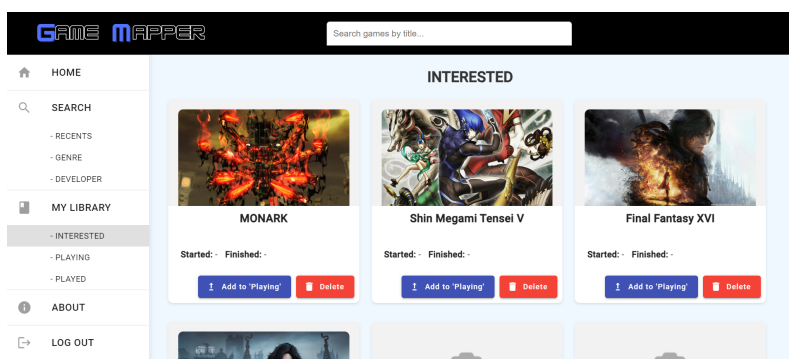 Game Mapper
Search games by title...
HOME
SEARCH
- RECENTS
- GENRE
- DEVELOPER
MY LIBRARY
- INTERESTED
- PLAYING
- PLAYED
ABOUT
LOG OUT
INTERESTED
MONARK
Started: - Finished: -
Add to 'Playing' Delete
Shin Megami Tensei V
Started: - Finished: -
Add to 'Playing' Delete
Final Fantasy XVI
Started: - Finished: -
Add to 'Playing' Delete